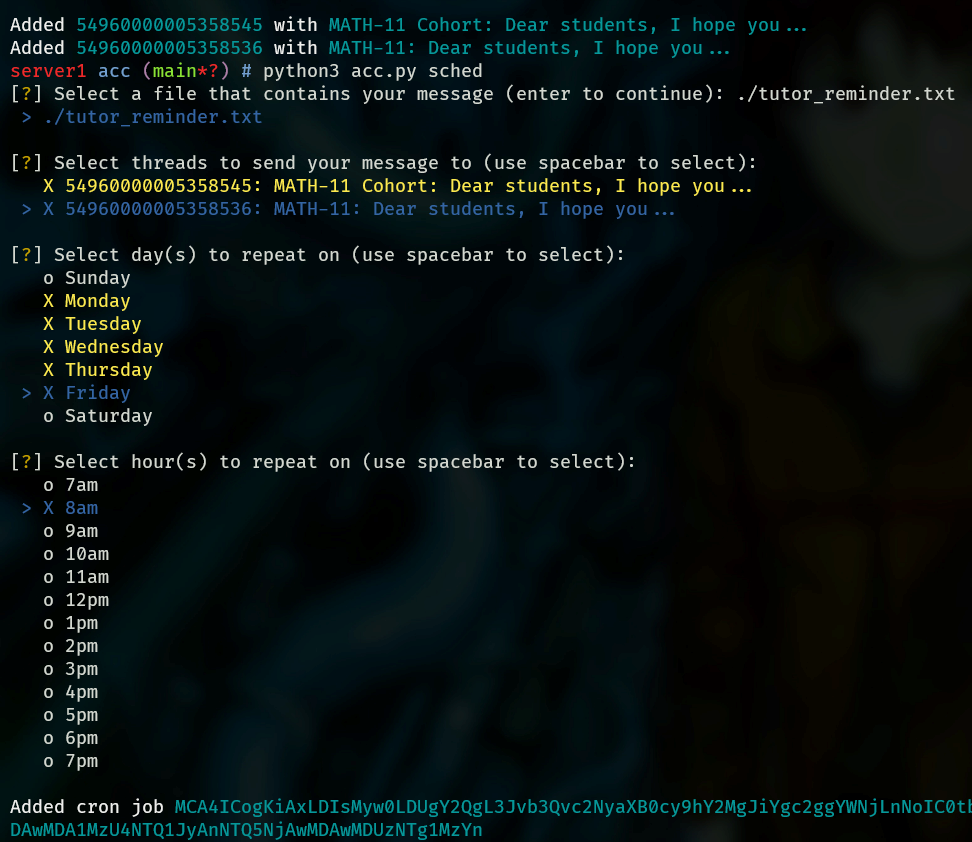 Added 54960000005358545 with MATH-11 Cohort: Dear students, I hope you...
Added 54960000005358536 with MATH-11: Dear students, I hope you...
server1 acc (main*?) # python3 acc.py sched
[?] Select a file that contains your message (enter to continue): ./tutor_reminder.txt
 > ./tutor_reminder.txt
[?] Select threads to send your message to (use spacebar to select):
   X 54960000005358545: MATH-11 Cohort: Dear students, I hope you...
 > X 54960000005358536: MATH-11: Dear students, I hope you...
[?] Select day(s) to repeat on (use spacebar to select):
   o Sunday
   X Monday
   X Tuesday
   X Wednesday
   X Thursday
 > X Friday
   o Saturday
[?] Select hour(s) to repeat on (use spacebar to select):
   o 7am
 > X 8am
   o 9am
   o 10am
   o 11am
   o 12pm
   o 1pm
   o 2pm
   o 3pm
   o 4pm
   o 5pm
   o 6pm
   o 7pm
Added cron job MCA4ICogKiAxLDIsMyw0LDUgY2QgL3Jvb3Qvc2NyaXB0cy9hY2MgJiYgc2ggYWNjLnNoIC0tb
DAwMDA1MzU4NTQ1JyAnNTQ5NjAwMDAwMDUzNTg1MzYn